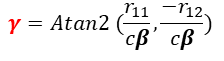 γ = Atan2 (r₁₁/cβ, −r₁₂/cβ)